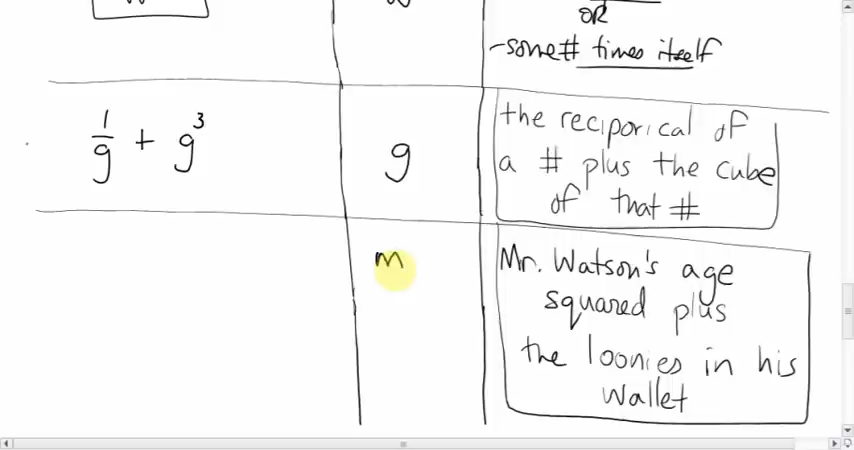 OR
-some# times itself
1/g + g³
g
the reciporical of
a # plus the cube
of that #
m
Mr. Watson's age
squared plus
the loonies in his
wallet